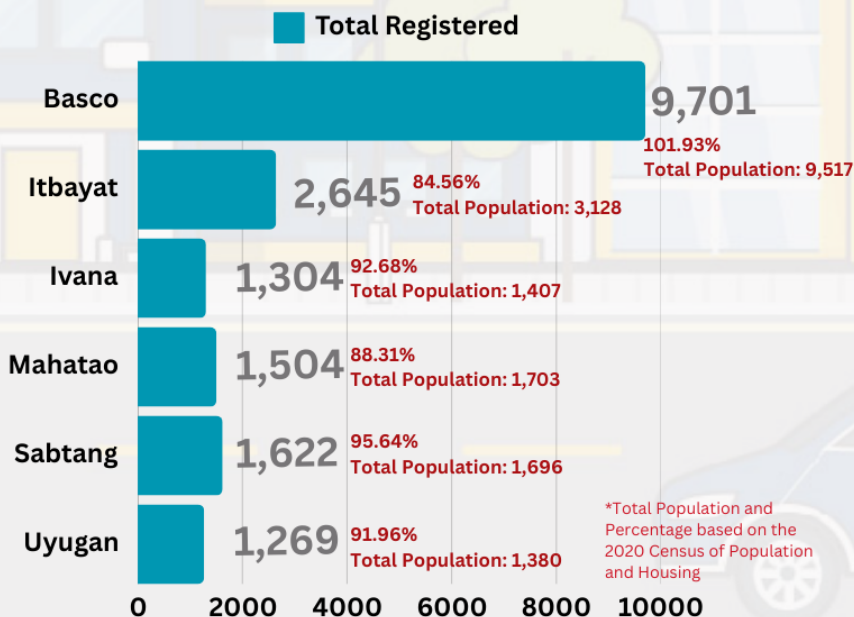 Total Registered
Basco
9,701
101.93%
Total Population: 9,517
Itbayat
2,645
84.56%
Total Population: 3,128
Ivana
1,304
92.68%
Total Population: 1,407
Mahatao
1,504
88.31%
Total Population: 1,703
Sabtang
1,622
95.64%
Total Population: 1,696
Uyugan
1,269
91.96%
Total Population: 1,380
*Total Population and
Percentage based on the
2020 Census of Population
and Housing
0 2000 4000 6000 8000 10000